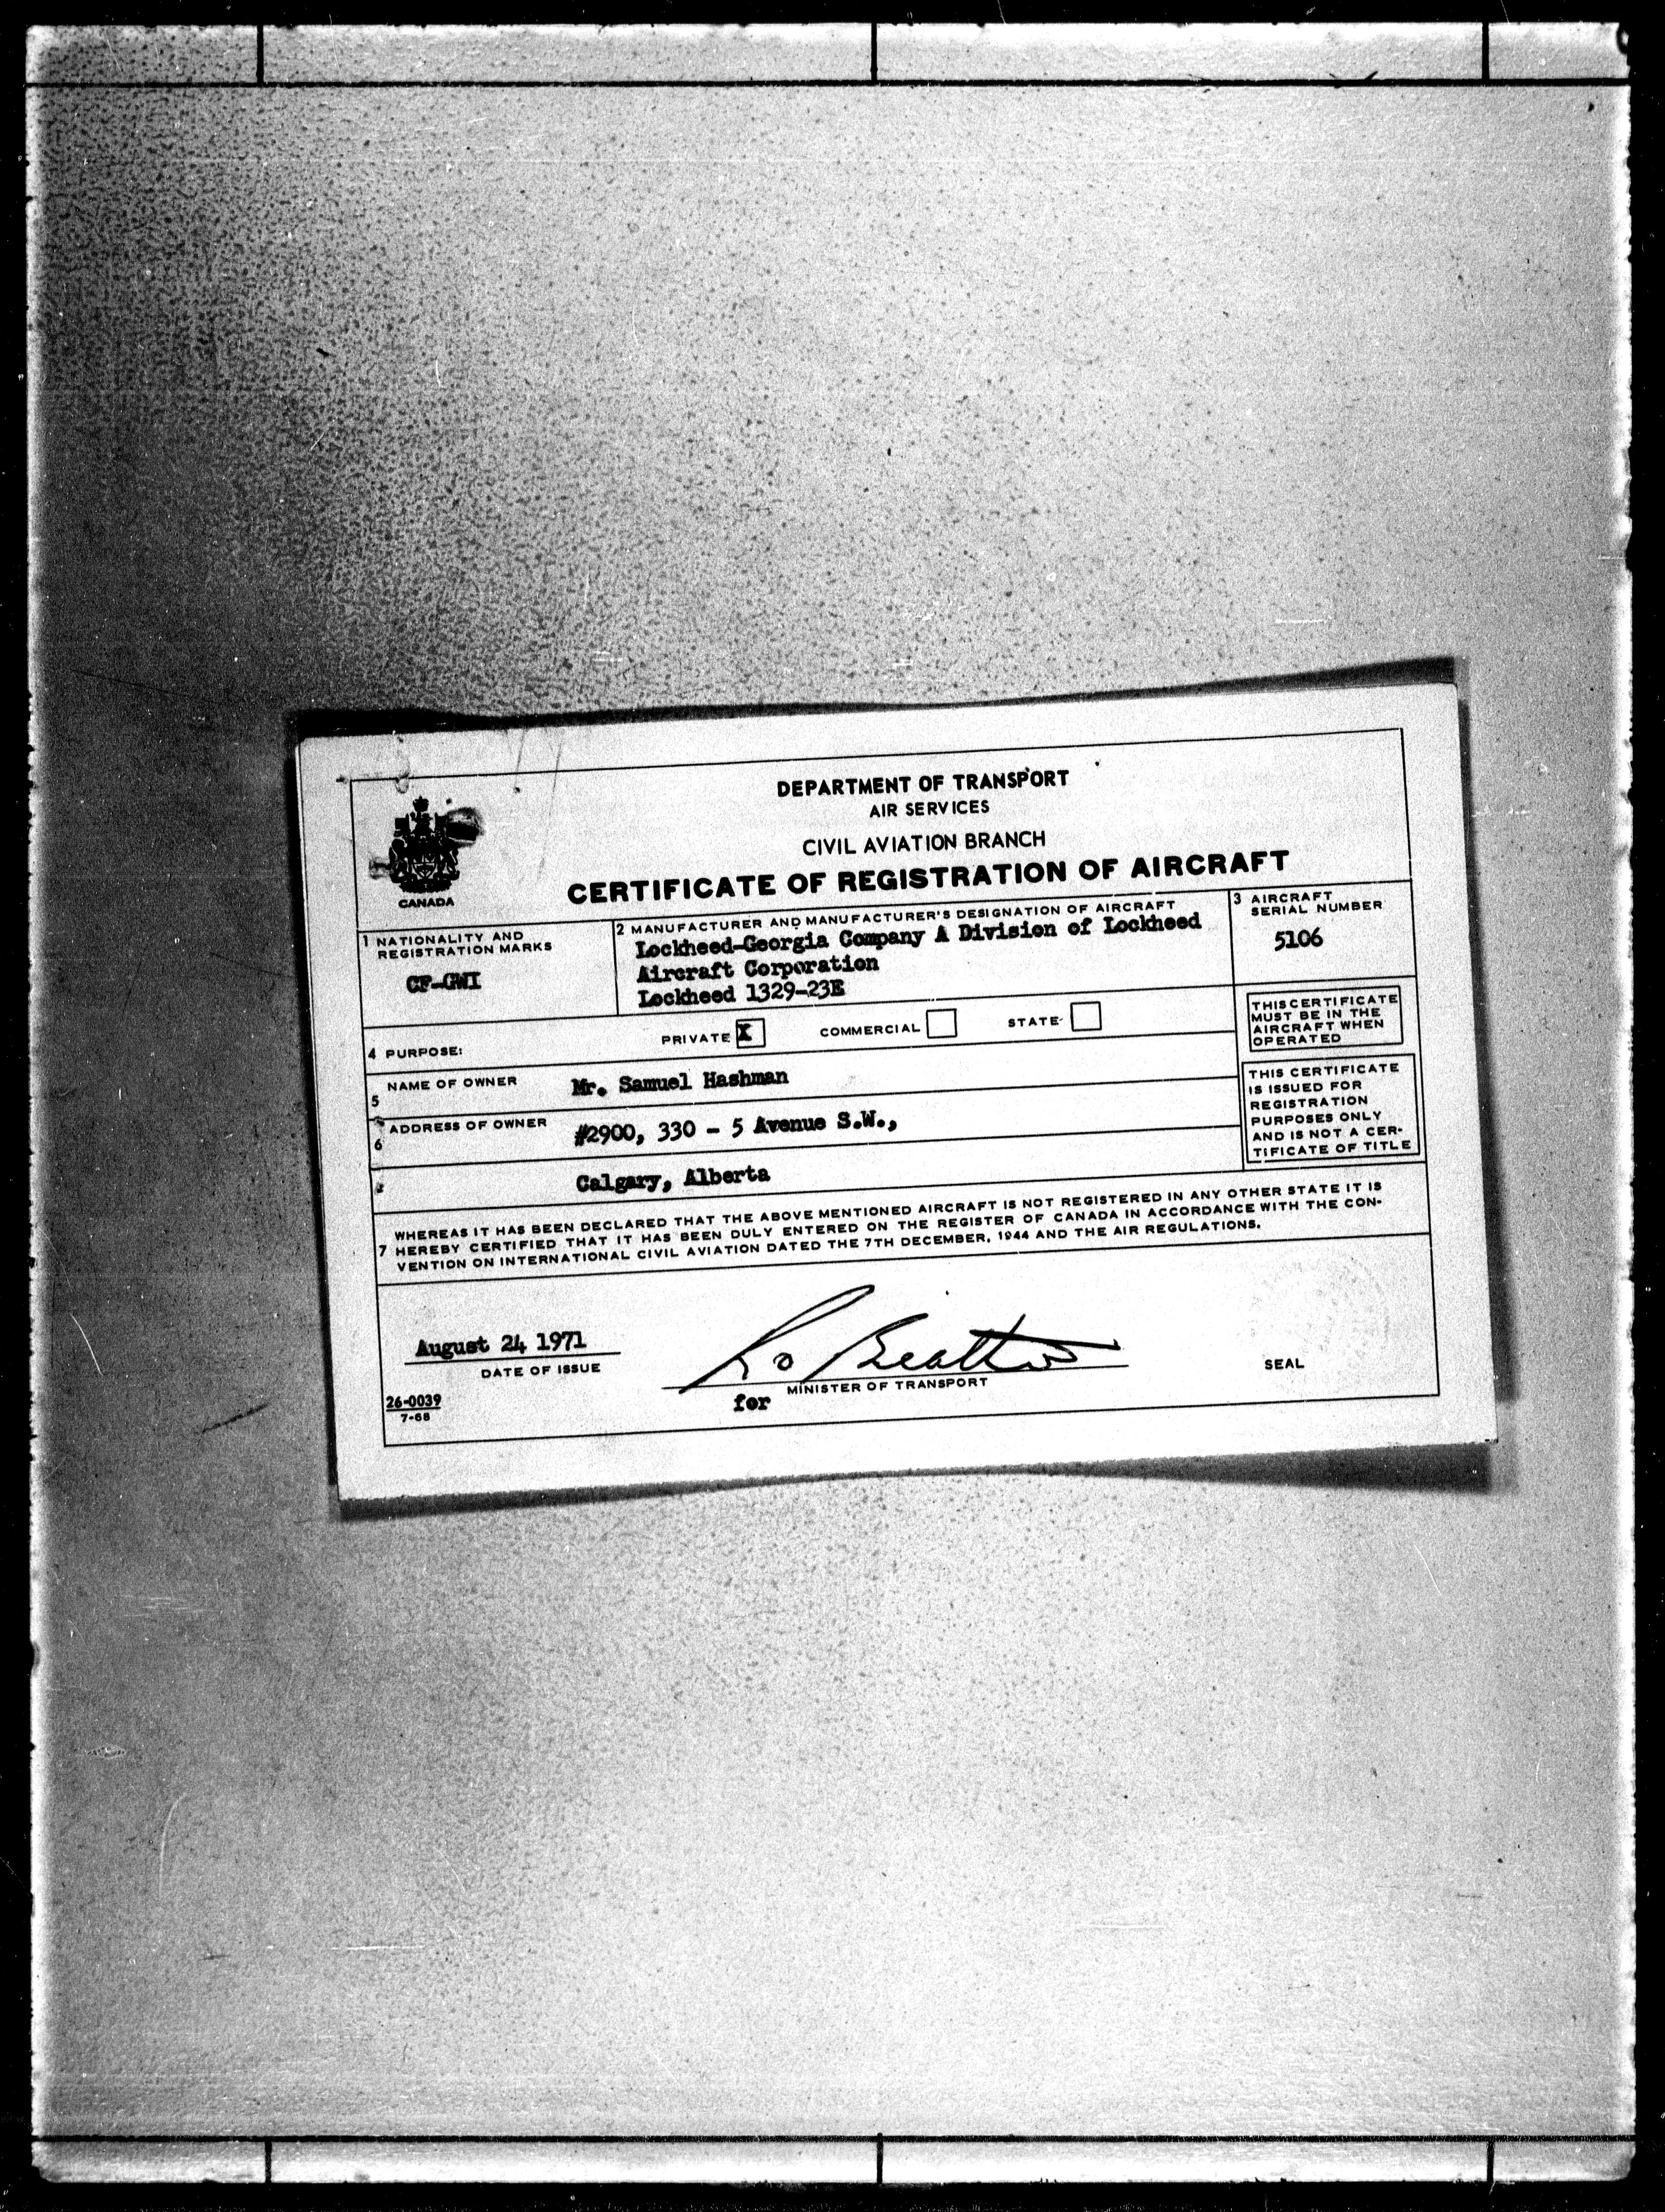 DEPARTMENT OF TRANSPORT
AIR SERVICES
CIVIL AVIATION BRANCH
CERTIFICATE OF REGISTRATION OF AIRCRAFT
CANADA
1 NATIONALITY AND
REGISTRATION MARKS
CF-GWI
2 MANUFACTURER AND MANUFACTURER'S DESIGNATION OF AIRCRAFT
Lockheed-Georgia Company A Division of Lockheed
Aircraft Corporation
Lockheed 1329-23E
3 AIRCRAFT
SERIAL NUMBER
5106
4 PURPOSE: PRIVATE X COMMERCIAL STATE
THIS CERTIFICATE
MUST BE IN THE
AIRCRAFT WHEN
OPERATED
5 NAME OF OWNER Mr. Samuel Hashman
6 ADDRESS OF OWNER #2900, 330 - 5 Avenue S.W.,
Calgary, Alberta
THIS CERTIFICATE
IS ISSUED FOR
REGISTRATION
PURPOSES ONLY
AND IS NOT A CER-
TIFICATE OF TITLE
WHEREAS IT HAS BEEN DECLARED THAT THE ABOVE MENTIONED AIRCRAFT IS NOT REGISTERED IN ANY OTHER STATE IT IS
7 HEREBY CERTIFIED THAT IT HAS BEEN DULY ENTERED ON THE REGISTER OF CANADA IN ACCORDANCE WITH THE CON-
VENTION ON INTERNATIONAL CIVIL AVIATION DATED THE 7TH DECEMBER, 1944 AND THE AIR REGULATIONS.
August 24 1971
DATE OF ISSUE
for MINISTER OF TRANSPORT
SEAL
26-0039
7-68